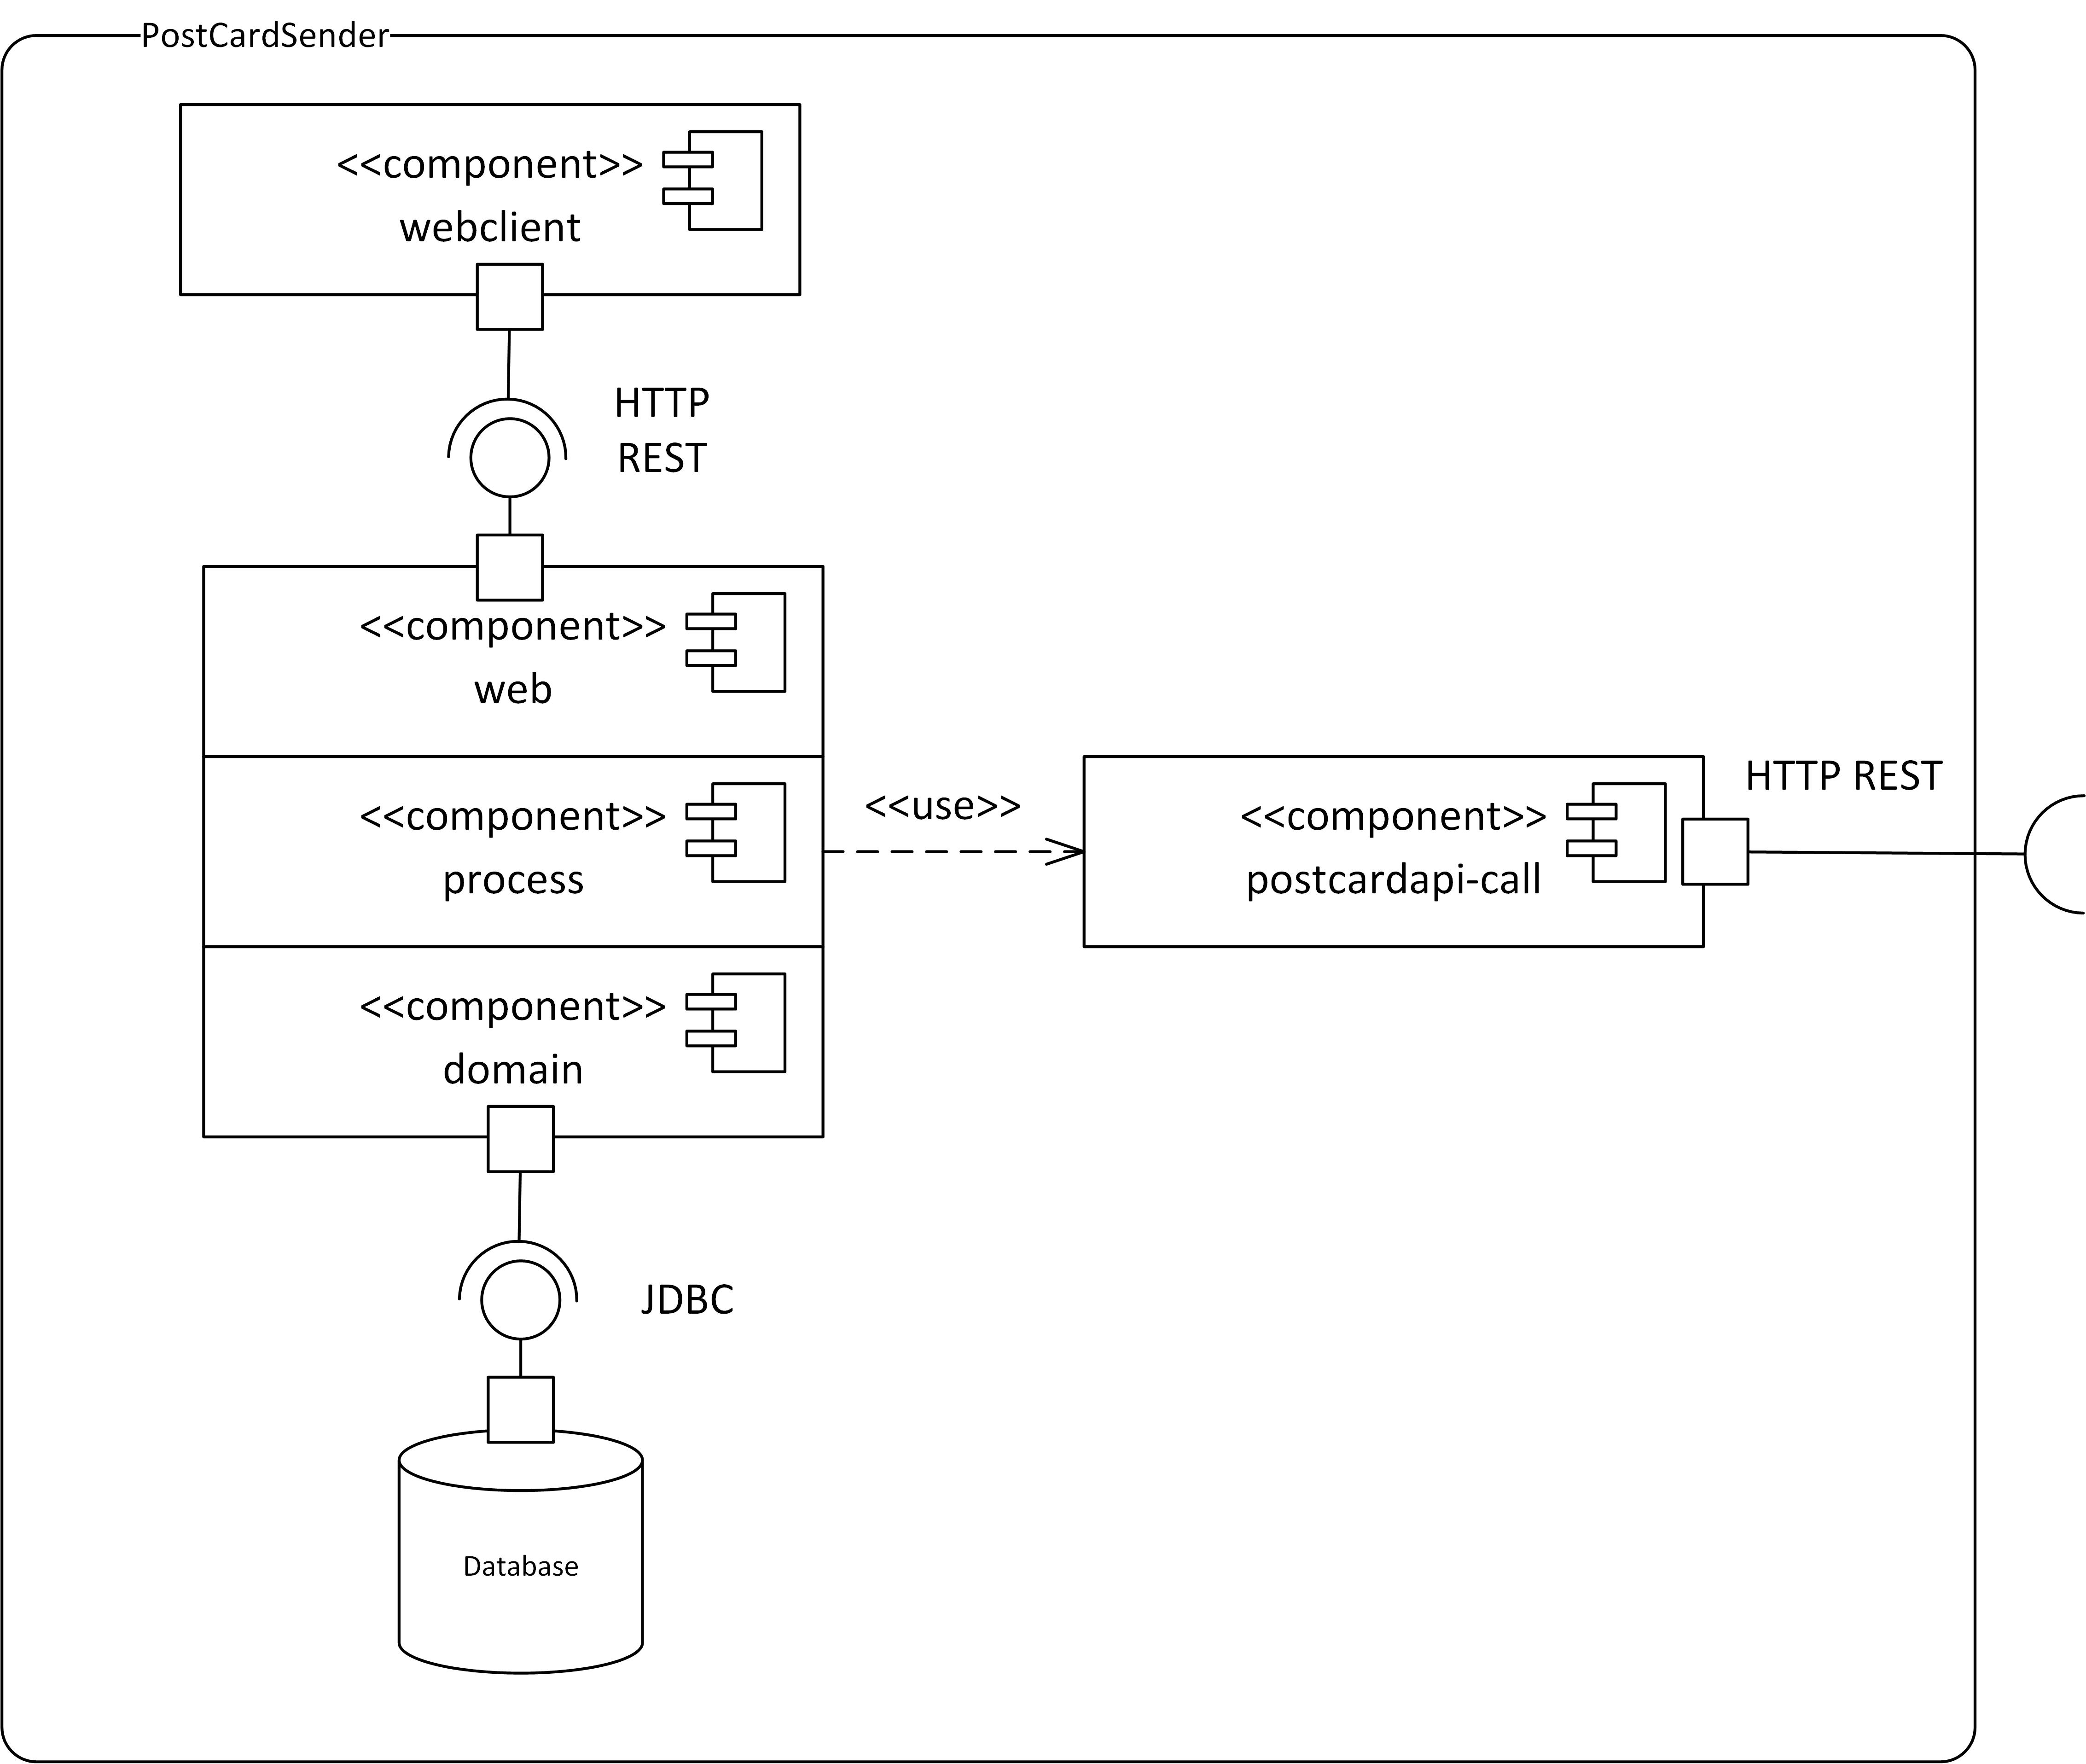 PostCardSender
<<component>>
webclient
HTTP
REST
<<component>>
web
<<component>>
process
<<use>>
<<component>>
postcardapi-call
HTTP REST
<<component>>
domain
JDBC
Database